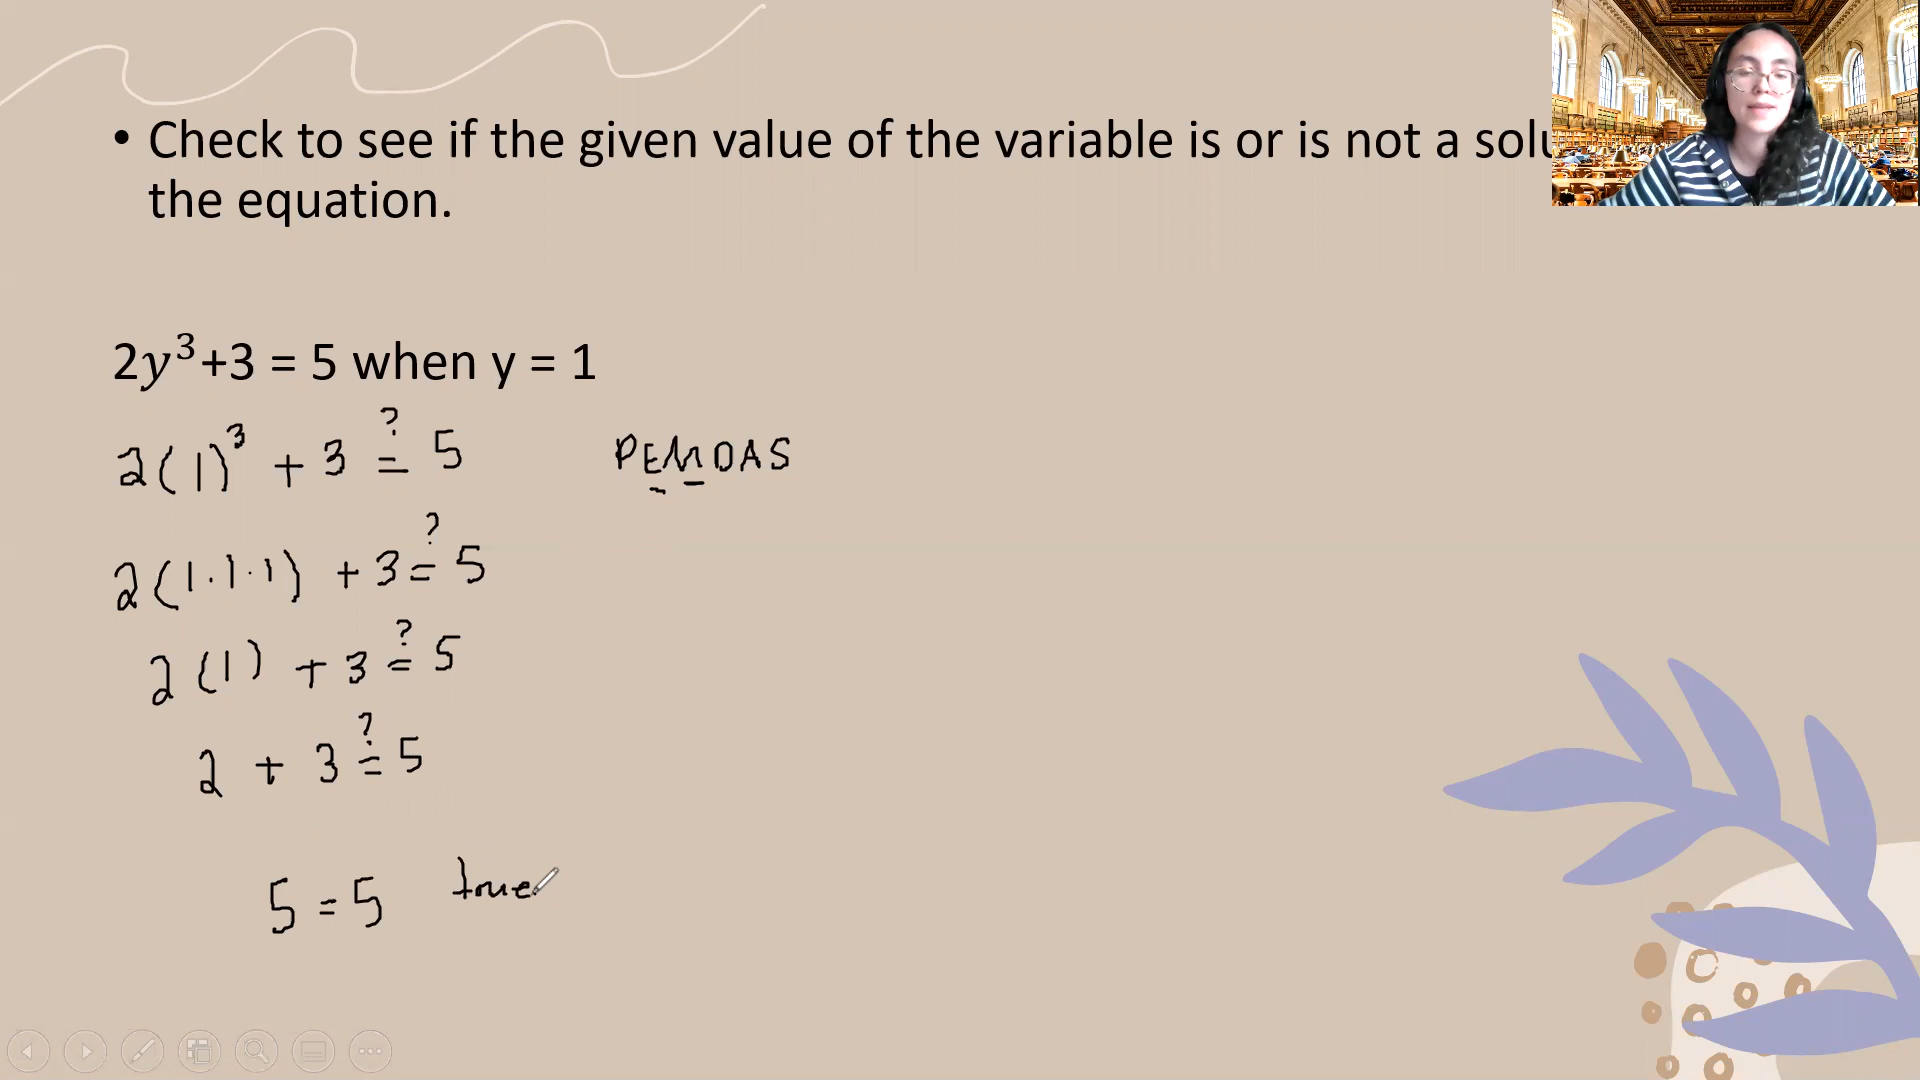 • Check to see if the given value of the variable is or is not a
the equation.
2y³+3 = 5 when y = 1
2(1)³ + 3 ≟ 5
PEMDAS
2(1·1·1) + 3 ≟ 5
2(1) + 3 ≟ 5
2 + 3 ≟ 5
5 = 5 true